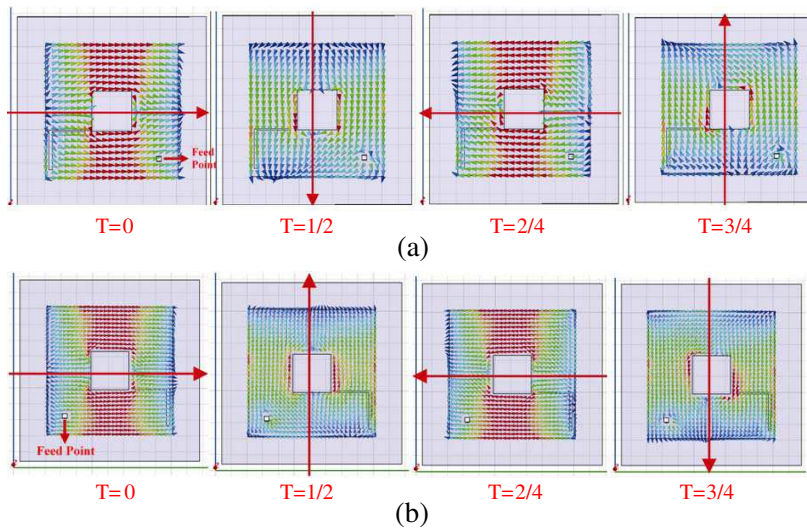 Feed
Point
T=0 T=1/2 T=2/4 T=3/4
(a)
Feed Point
T=0 T=1/2 T=2/4 T=3/4
(b)